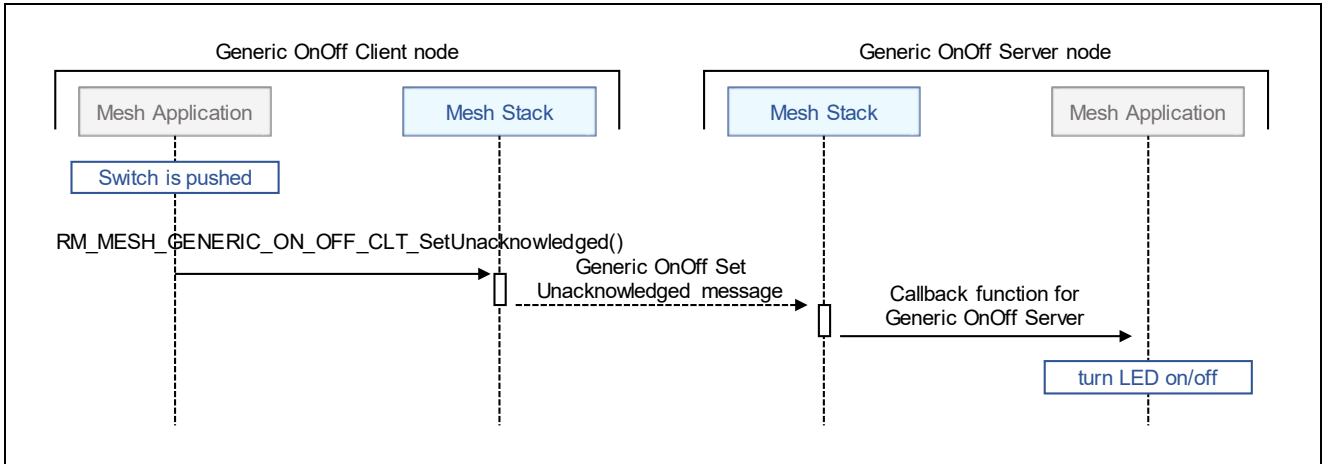 Generic OnOff Client node
Generic OnOff Server node
Mesh Application
Mesh Stack
Mesh Stack
Mesh Application
Switch is pushed
RM_MESH_GENERIC_ON_OFF_CLT_SetUnacknowledged()
Generic OnOff Set
Unacknowledged message
Callback function for
Generic OnOff Server
turn LED on/off